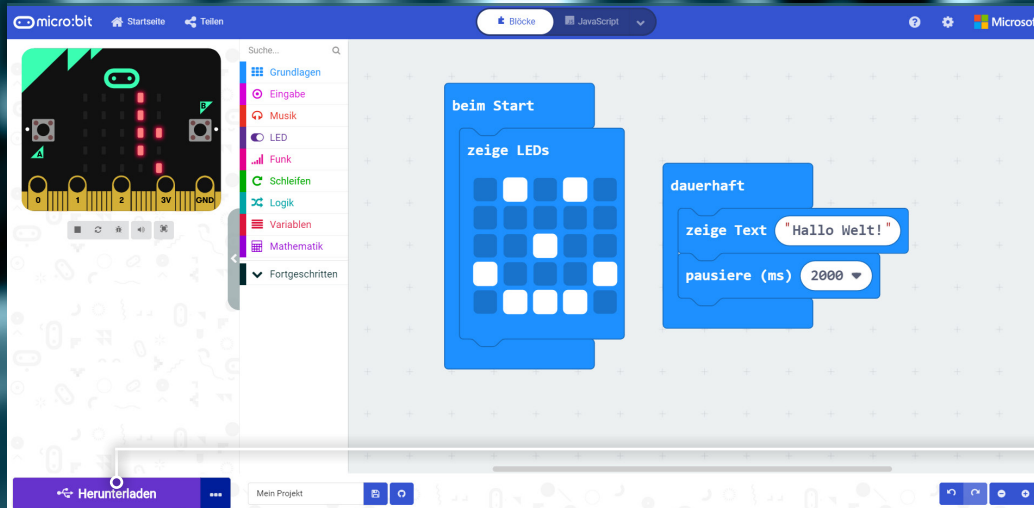 micro:bit Startseite Teilen Blöcke JavaScript Microsoft
Suche...
Grundlagen
Eingabe
Musik
LED
Funk
Schleifen
Logik
Variablen
Mathematik
Fortgeschritten
A
B
0 1 2 3V GND
beim Start
zeige LEDs
dauerhaft
zeige Text "Hallo Welt!"
pausiere (ms) 2000
Herunterladen ...
Mein Projekt